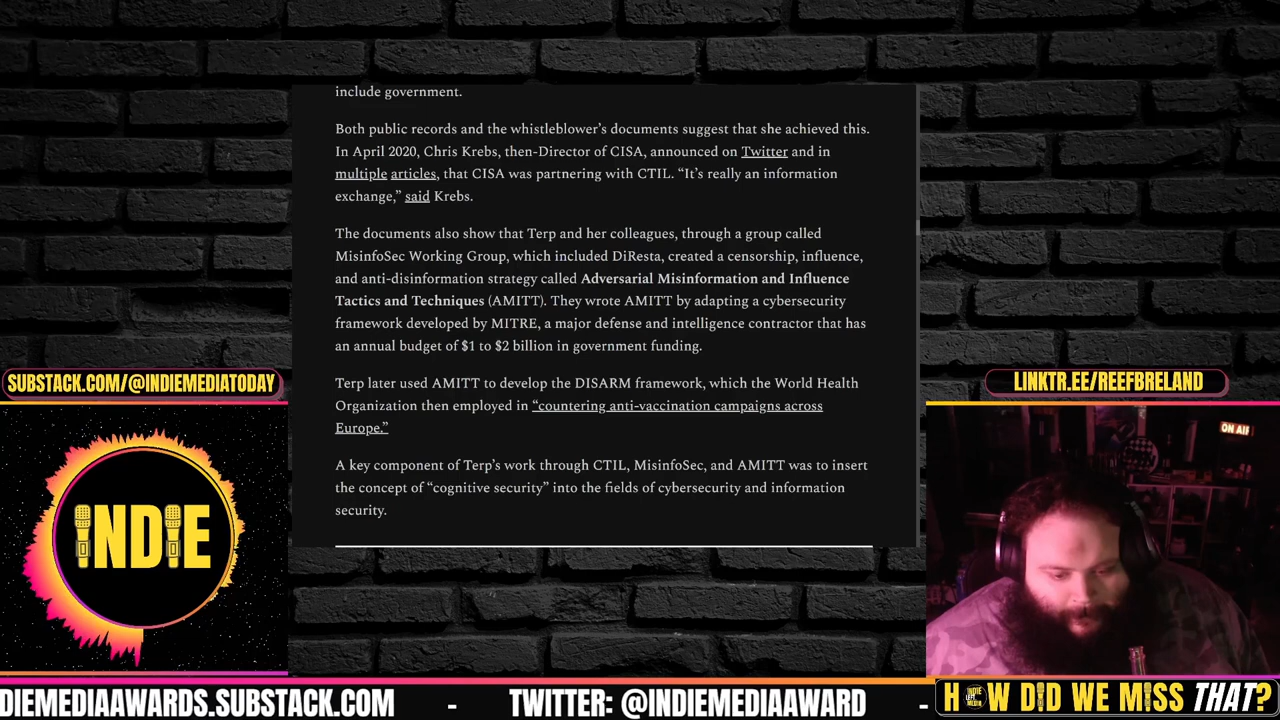 include government.
Both public records and the whistleblower's documents suggest that she achieved this.
In April 2020, Chris Krebs, then-Director of CISA, announced on Twitter and in
multiple articles, that CISA was partnering with CTIL. “It's really an information
exchange,” said Krebs.
The documents also show that Terp and her colleagues, through a group called
MisinfoSec Working Group, which included DiResta, created a censorship, influence,
and anti-disinformation strategy called Adversarial Misinformation and Influence
Tactics and Techniques (AMITT). They wrote AMITT by adapting a cybersecurity
framework developed by MITRE, a major defense and intelligence contractor that has
an annual budget of $1 to $2 billion in government funding.
Terp later used AMITT to develop the DISARM framework, which the World Health
Organization then employed in “countering anti-vaccination campaigns across
Europe.”
A key component of Terp's work through CTIL, MisinfoSec, and AMITT was to insert
the concept of “cognitive security” into the fields of cybersecurity and information
security.
SUBSTACK.COM/@INDIEMEDIATODAY
INDIE
LINKTR.EE/REEFBRELAND
ON AIR
DIEMEDIAAWARDS.SUBSTACK.COM - TWITTER: @INDIEMEDIAAWARD -
HOW DID WE MISS THAT?